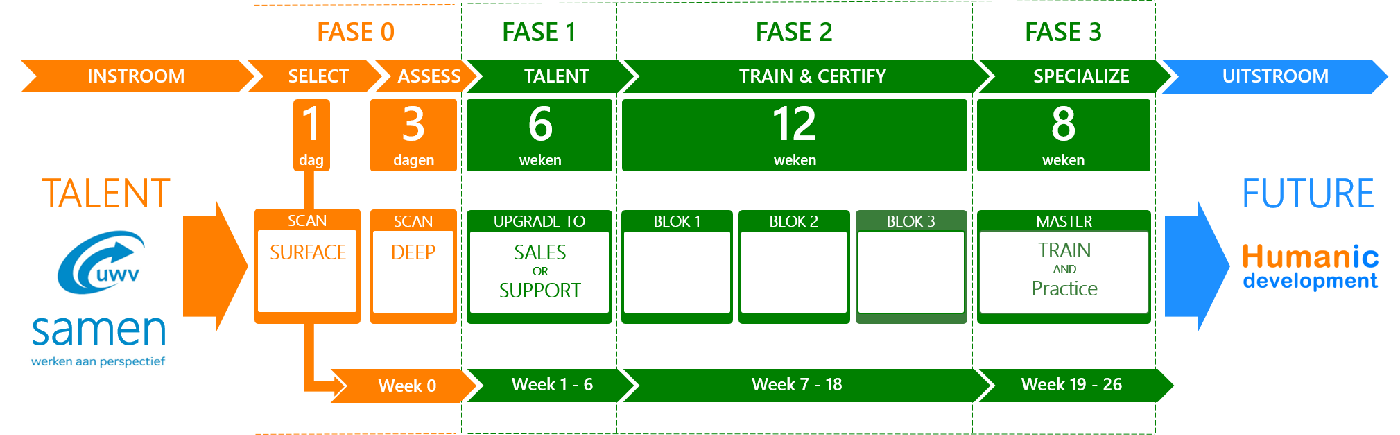 FASE 0
FASE 1
FASE 2
FASE 3
INSTROOM
SELECT
ASSESS
TALENT
TRAIN & CERTIFY
SPECIALIZE
UITSTROOM
1
dag
3
dagen
6
weken
12
weken
8
weken
TALENT
uwv
samen
werken aan perspectief
SCAN
SURFACE
SCAN
DEEP
UPGRADE TO
SALES
OR
SUPPORT
BLOK 1
BLOK 2
BLOK 3
MASTER
TRAIN
AND
Practice
FUTURE
Humanic
development
Week 0
Week 1 - 6
Week 7 - 18
Week 19 - 26